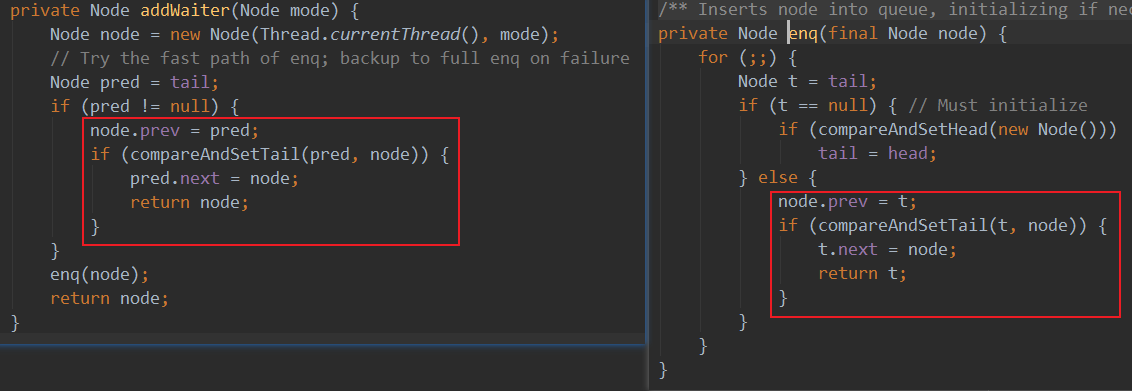 private Node addWaiter(Node mode) {
Node node = new Node(Thread.currentThread(), mode);
// Try the fast path of enq; backup to full enq on failure
Node pred = tail;
if (pred != null) {
node.prev = pred;
if (compareAndSetTail(pred, node)) {
pred.next = node;
return node;
}
}
enq(node);
return node;
}
/** Inserts node into queue, initializing if
private Node enq(final Node node) {
for (;;) {
Node t = tail;
if (t == null) { // Must initialize
if (compareAndSetHead(new Node()))
tail = head;
} else {
node.prev = t;
if (compareAndSetTail(t, node)) {
t.next = node;
return t;
}
}
}
}